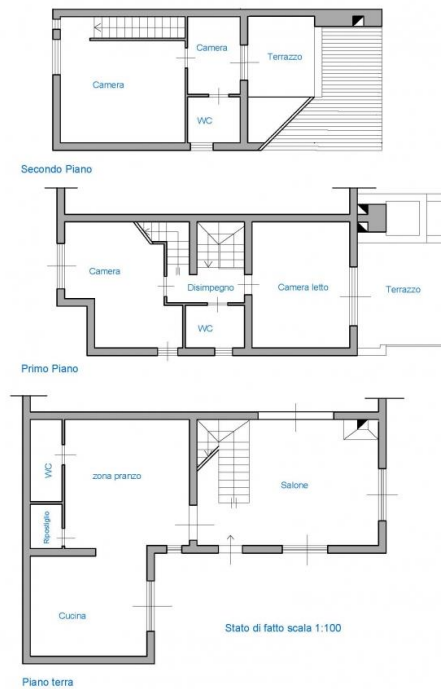 Camera
Camera
Terrazzo
WC
Secondo Piano
Camera
Disimpegno
Camera letto
Terrazzo
WC
Primo Piano
WC
zona pranzo
Salone
Ripostiglio
Cucina
Stato di fatto scala 1:100
Piano terra